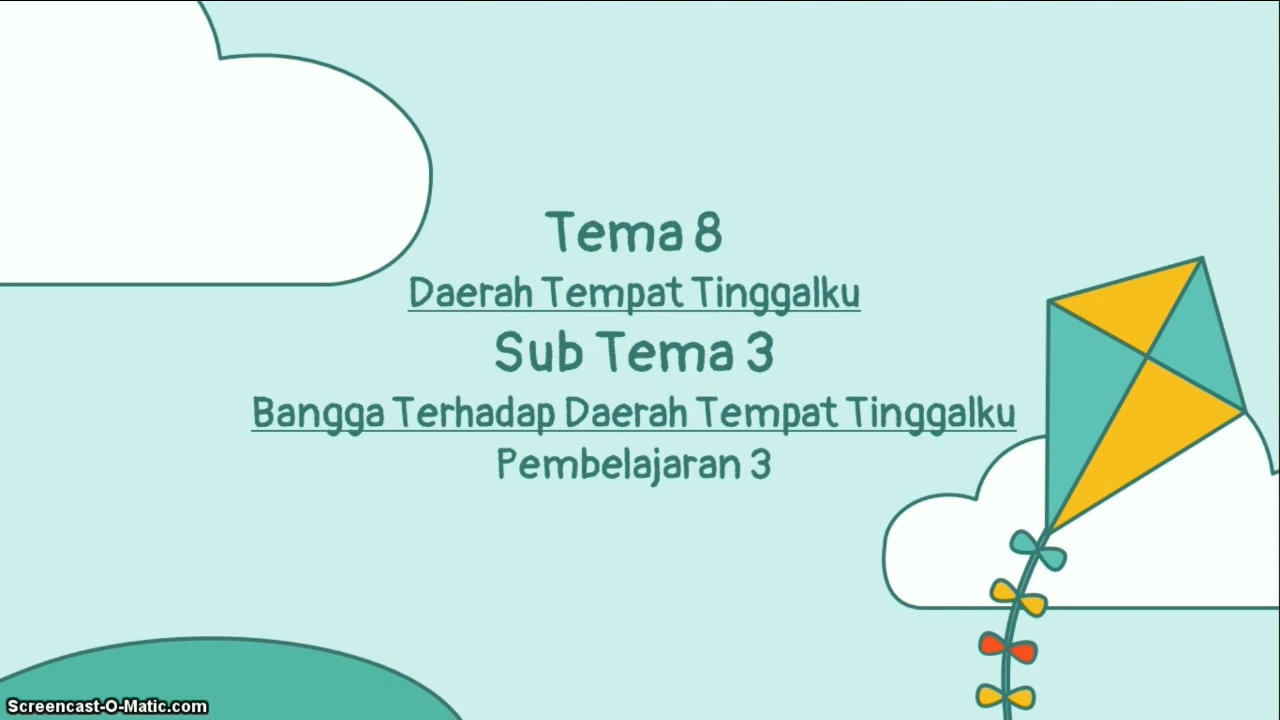 Tema 8
Daerah Tempat Tinggalku
Sub Tema 3
Bangga Terhadap Daerah Tempat Tinggalku
Pembelajaran 3
Screencast-O-Matic.com